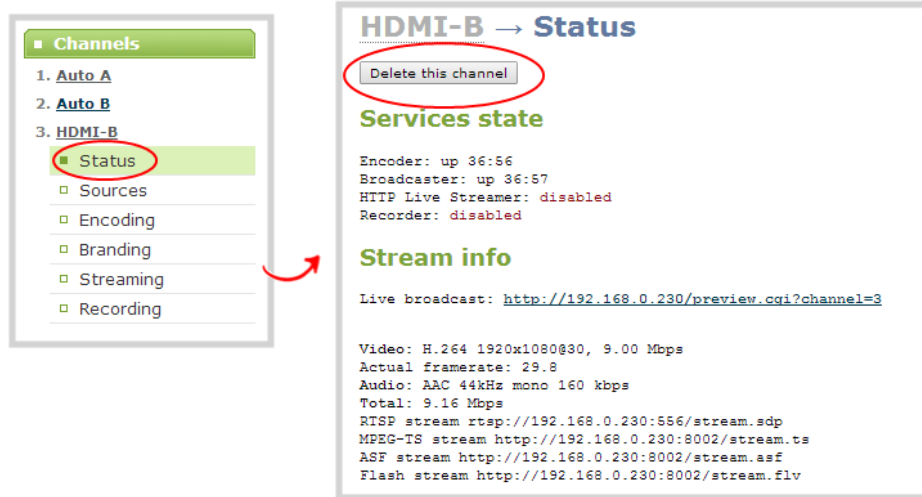 Channels
1. Auto A
2. Auto B
3. HDMI-B
Status
Sources
Encoding
Branding
Streaming
Recording
HDMI-B → Status
Delete this channel
Services state
Encoder: up 36:56
Broadcaster: up 36:57
HTTP Live Streamer: disabled
Recorder: disabled
Stream info
Live broadcast: http://192.168.0.230/preview.cgi?channel=3
Video: H.264 1920x1080@30, 9.00 Mbps
Actual framerate: 29.8
Audio: AAC 44kHz mono 160 kbps
Total: 9.16 Mbps
RTSP stream rtsp://192.168.0.230:556/stream.sdp
MPEG-TS stream http://192.168.0.230:8002/stream.ts
ASF stream http://192.168.0.230:8002/stream.asf
Flash stream http://192.168.0.230:8002/stream.flv